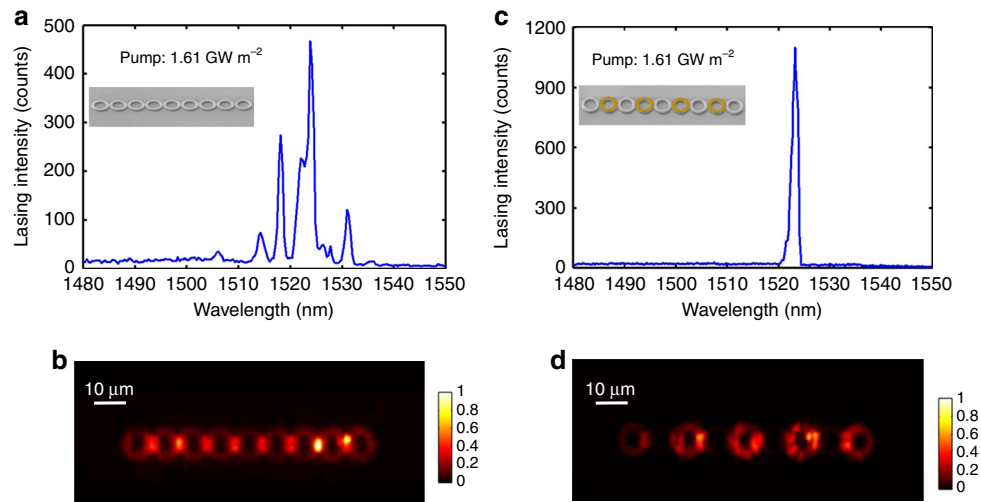 a
500
400
300
200
100
0
Lasing intensity (counts)
Pump: 1.61 GW m⁻²
1480 1490 1500 1510 1520 1530 1540 1550
Wavelength (nm)
c
1200
900
600
300
0
Lasing intensity (counts)
Pump: 1.61 GW m⁻²
1480 1490 1500 1510 1520 1530 1540 1550
Wavelength (nm)
b
10 μm
1
0.8
0.6
0.4
0.2
0
d
10 μm
1
0.8
0.6
0.4
0.2
0